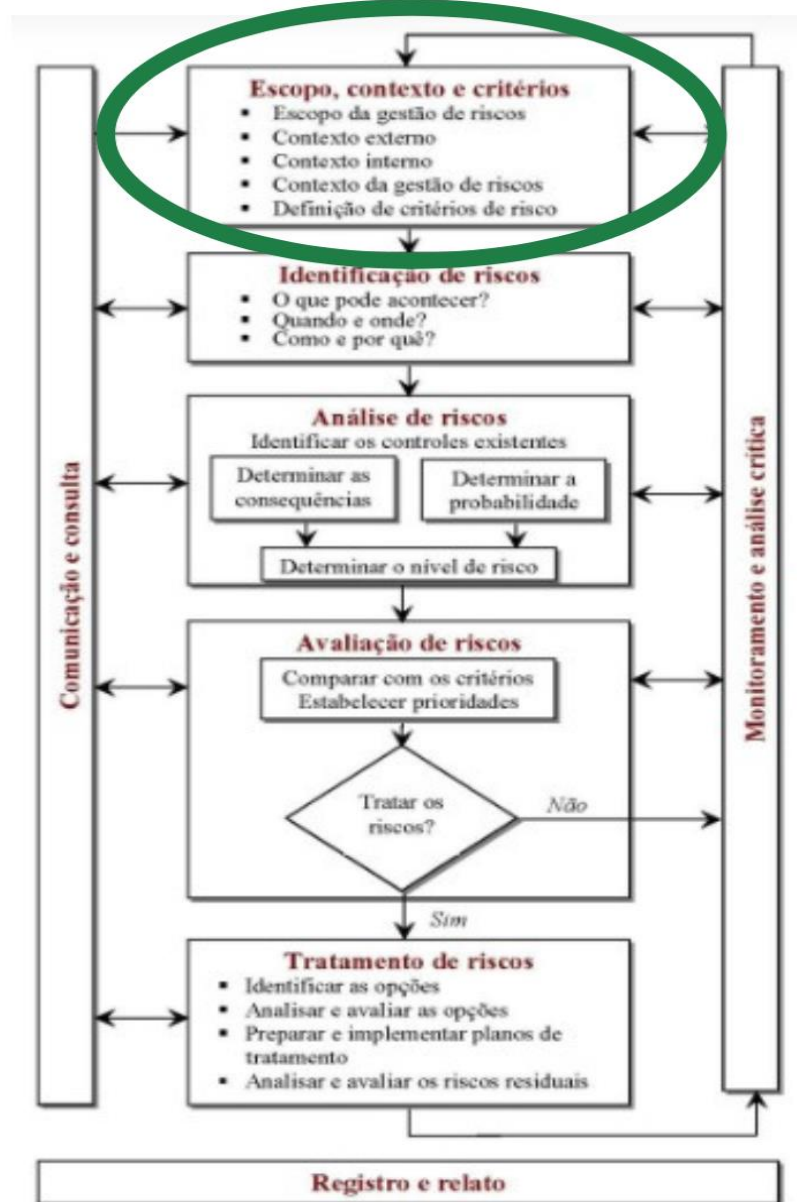 Escopo, contexto e critérios
▪ Escopo da gestão de riscos
▪ Contexto externo
▪ Contexto interno
▪ Contexto da gestão de riscos
▪ Definição de critérios de risco
Identificação de riscos
▪ O que pode acontecer?
▪ Quando e onde?
▪ Como e por quê?
Análise de riscos
Identificar os controles existentes
Determinar as
consequências
Determinar a
probabilidade
Determinar o nível de risco
Avaliação de riscos
Comparar com os critérios
Estabelecer prioridades
Tratar os
riscos?
Não
Sim
Tratamento de riscos
▪ Identificar as opções
▪ Analisar e avaliar as opções
▪ Preparar e implementar planos de
tratamento
▪ Analisar e avaliar os riscos residuais
Comunicação e consulta
Monitoramento e análise crítica
Registro e relato